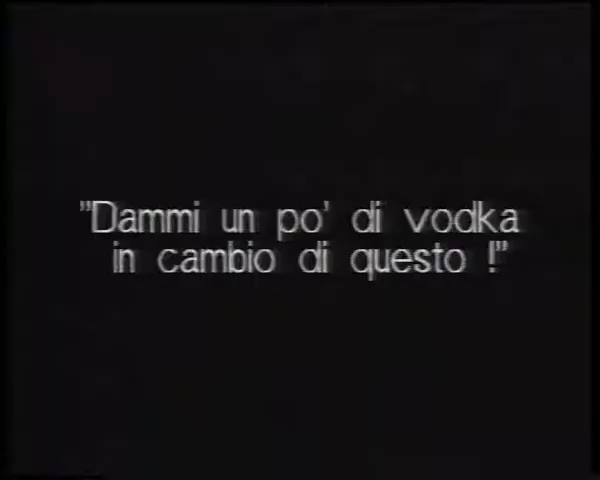 "Dammi un po' di vodka
in cambio di questo !"